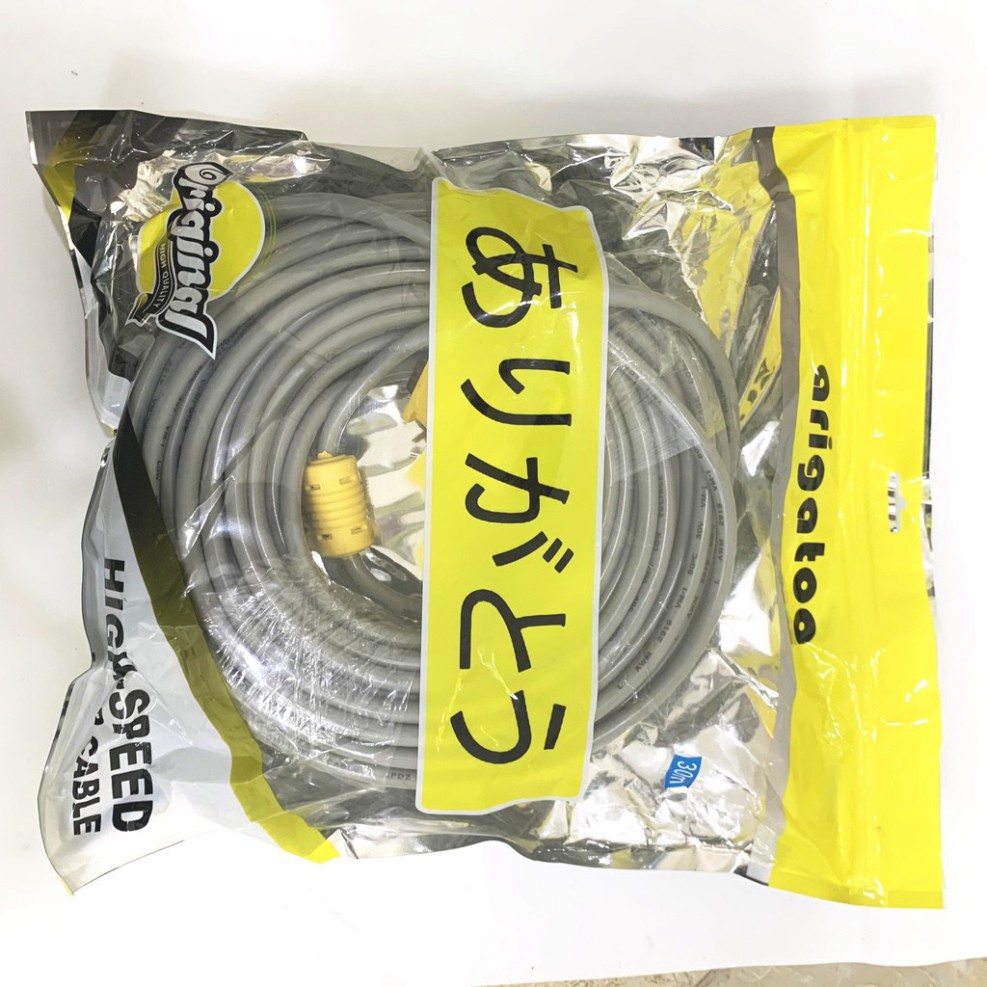 arigatoo
ありがとう
Original
HIGH QUALITY
HIGH-SPEED
CABLE
30m